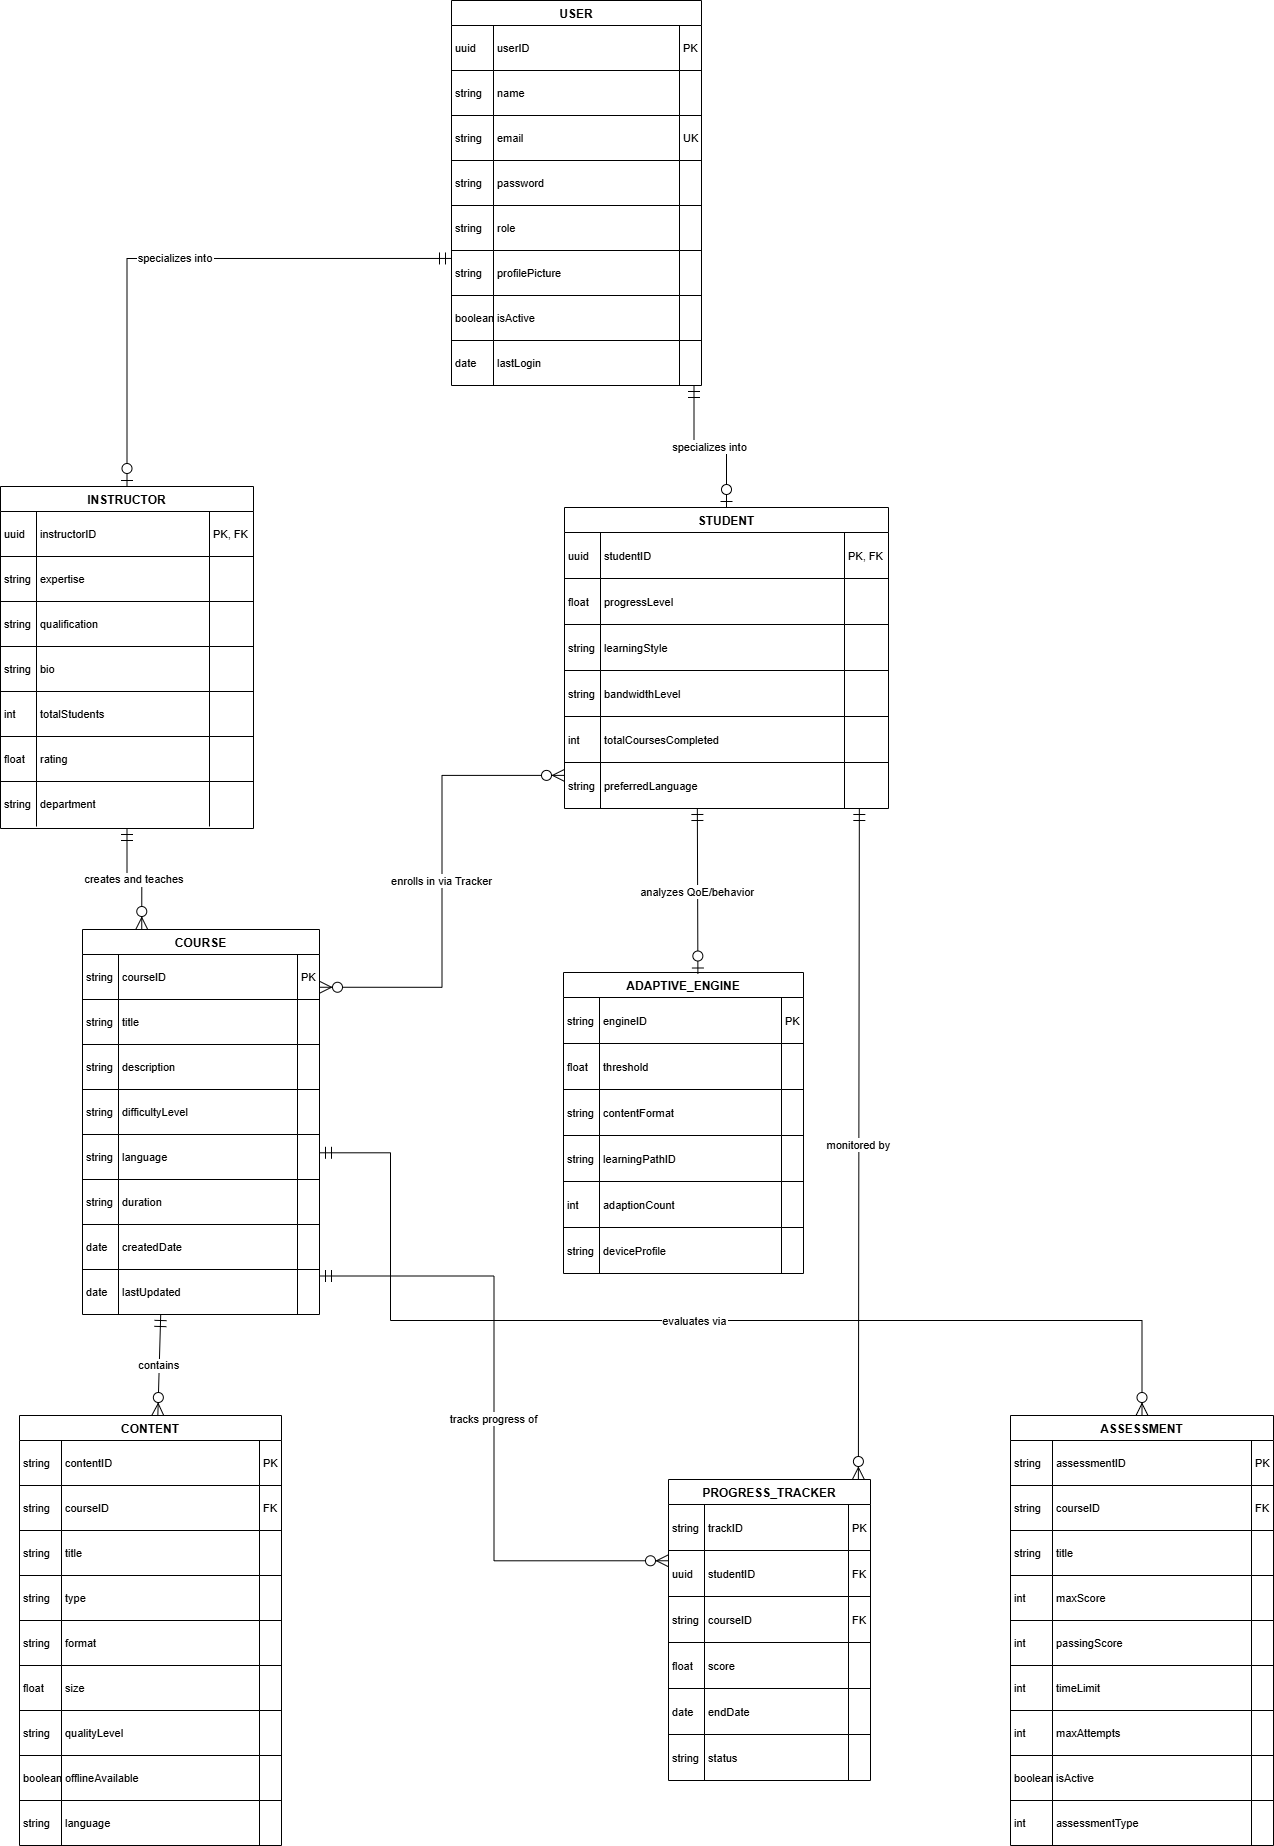 USER
uuid userID PK
string name
string email UK
string password
string role
string profilePicture
boolean isActive
date lastLogin
specializes into
specializes into
INSTRUCTOR
uuid instructorID PK, FK
string expertise
string qualification
string bio
int totalStudents
float rating
string department
STUDENT
uuid studentID PK, FK
float progressLevel
string learningStyle
string bandwidthLevel
int totalCoursesCompleted
string preferredLanguage
creates and teaches
enrolls in via Tracker
analyzes QoE/behavior
monitored by
COURSE
string courseID PK
string title
string description
string difficultyLevel
string language
string duration
date createdDate
date lastUpdated
ADAPTIVE_ENGINE
string engineID PK
float threshold
string contentFormat
string learningPathID
int adaptionCount
string deviceProfile
evaluates via
contains
tracks progress of
CONTENT
string contentID PK
string courseID FK
string title
string type
string format
float size
string qualityLevel
boolean offlineAvailable
string language
PROGRESS_TRACKER
string trackID PK
uuid studentID FK
string courseID FK
float score
date endDate
string status
ASSESSMENT
string assessmentID PK
string courseID FK
string title
int maxScore
int passingScore
int timeLimit
int maxAttempts
boolean isActive
int assessmentType